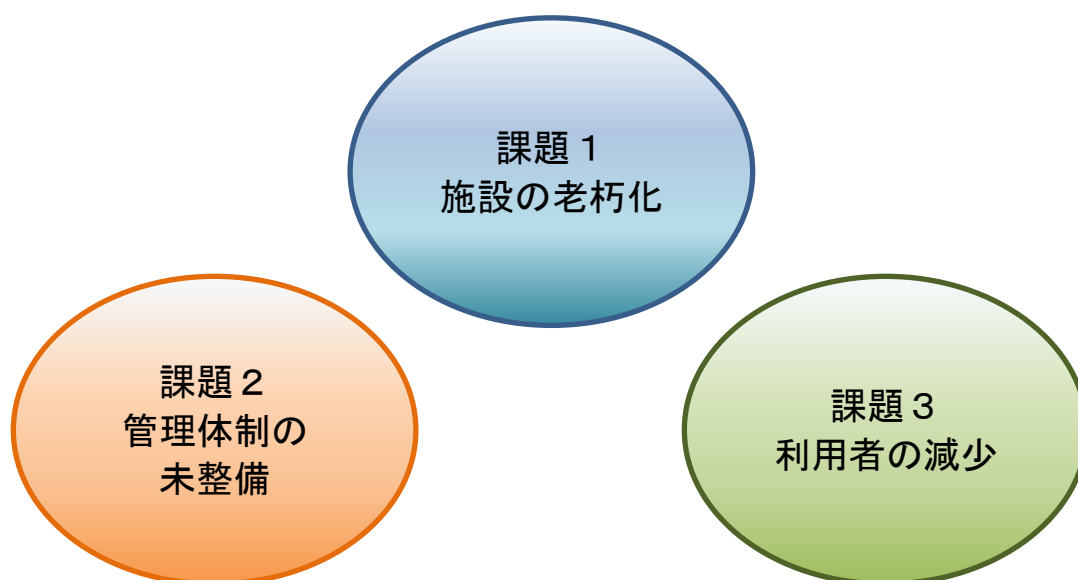 課題１
施設の老朽化
課題２
管理体制の
未整備
課題３
利用者の減少